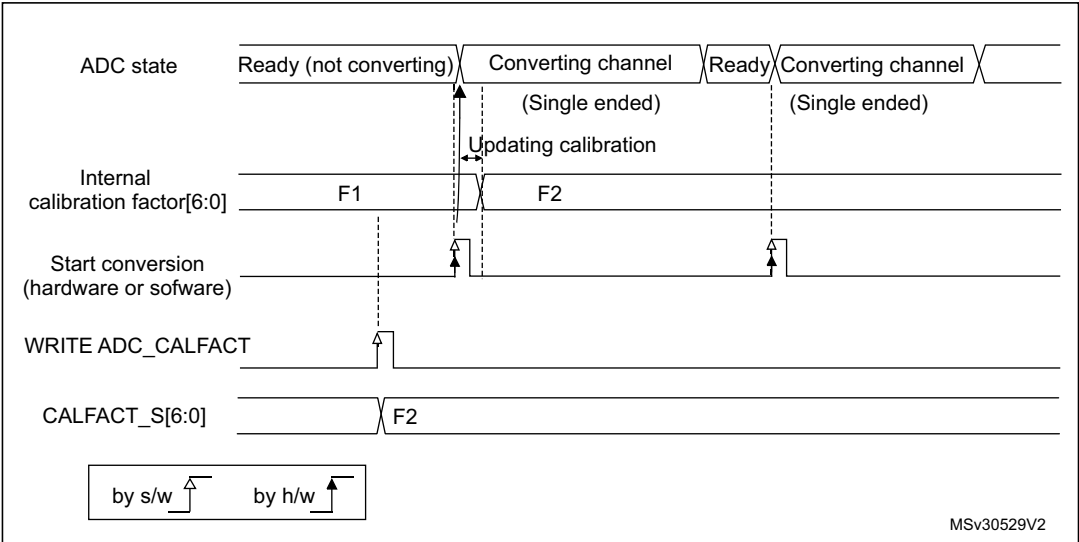 ADC state
Ready (not converting)
Converting channel
Ready
Converting channel
(Single ended)
(Single ended)
Updating calibration
Internal
calibration factor[6:0]
F1
F2
Start conversion
(hardware or sofware)
WRITE ADC_CALFACT
CALFACT_S[6:0]
F2
by s/w
by h/w
MSv30529V2